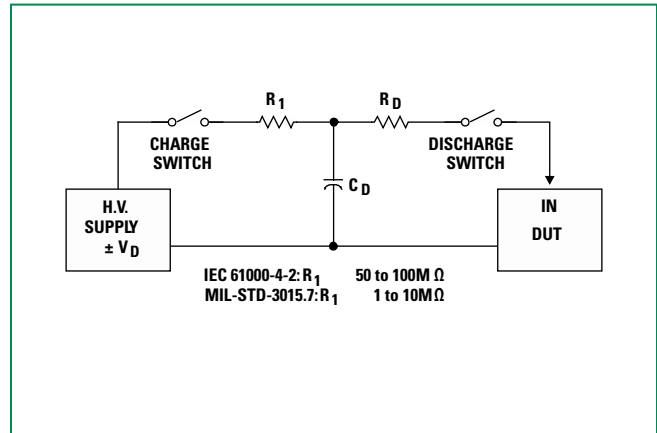 R1
RD
CHARGE
SWITCH
DISCHARGE
SWITCH
CD
H.V.
SUPPLY
± VD
IN
DUT
IEC 61000-4-2: R1 50 to 100M Ω
MIL-STD-3015.7: R1 1 to 10M Ω